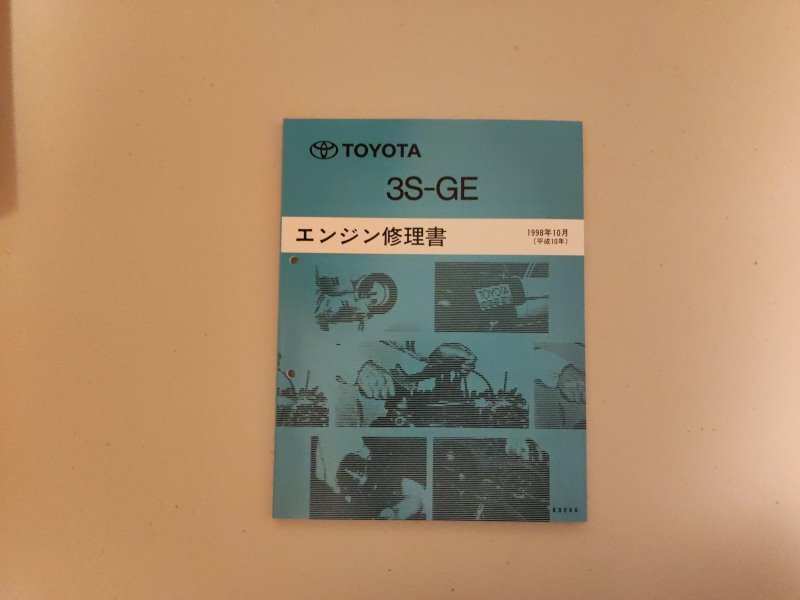 TOYOTA
3S-GE
エンジン修理書
1998年10月
(平成10年)
TOYOTA
63066